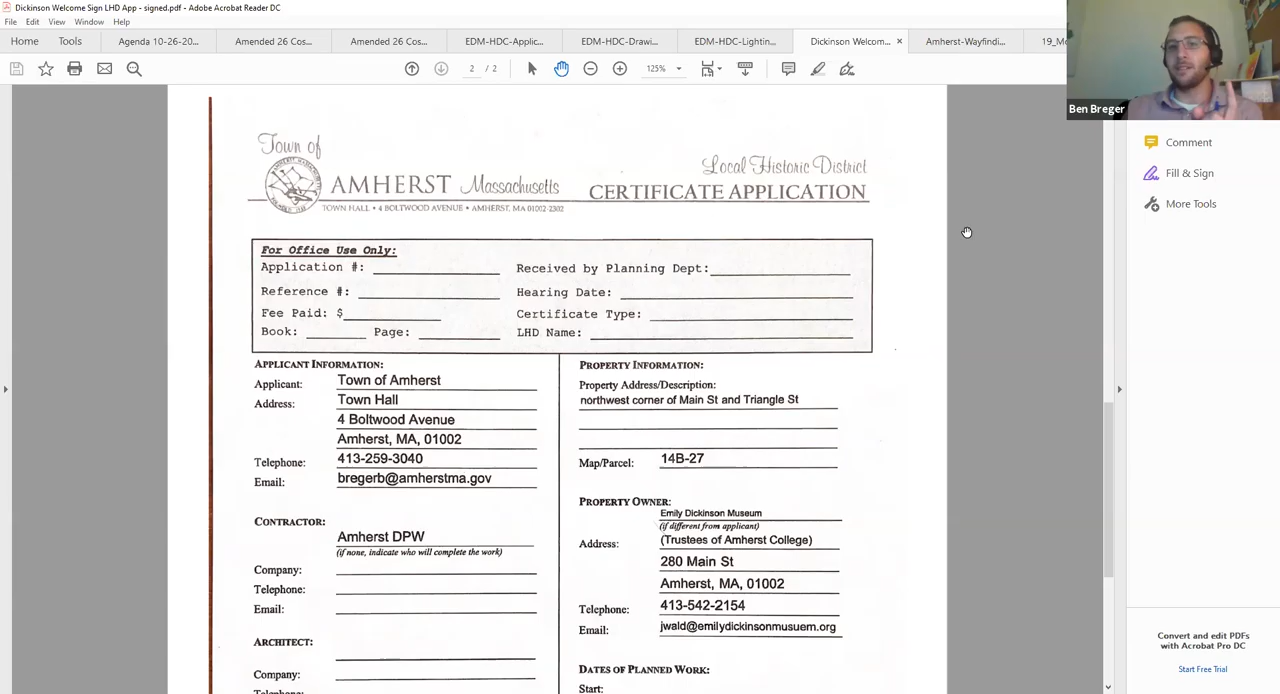 Dickinson Welcome Sign LHD App - signed.pdf - Adobe Acrobat Reader DC
File Edit View Window Help
Home Tools Agenda 10-26-20... Amended 26 Cos... Amended 26 Cos... EDM-HDC-Applic... EDM-HDC-Drawi... EDM-HDC-Lightin... Dickinson Welcom... × Amherst-Wayfindi...
2 / 2 125%
Ben Breger
Comment
Fill & Sign
More Tools
Town of
AMHERST Massachusetts
TOWN HALL • 4 BOLTWOOD AVENUE • AMHERST, MA 01002-2302
Local Historic District
CERTIFICATE APPLICATION
For Office Use Only:
Application #: Received by Planning Dept:
Reference #: Hearing Date:
Fee Paid: $ Certificate Type:
Book: Page: LHD Name:
APPLICANT INFORMATION:
Applicant: Town of Amherst
Address: Town Hall
4 Boltwood Avenue
Amherst, MA, 01002
Telephone: 413-259-3040
Email: bregerb@amherstma.gov
CONTRACTOR:
Amherst DPW
(if none, indicate who will complete the work)
Company:
Telephone:
Email:
ARCHITECT:
Company:
PROPERTY INFORMATION:
Property Address/Description:
northwest corner of Main St and Triangle St
Map/Parcel: 14B-27
PROPERTY OWNER:
Emily Dickinson Museum
(if different from applicant)
Address: (Trustees of Amherst College)
280 Main St
Amherst, MA, 01002
Telephone: 413-542-2154
Email: jwald@emilydickinsonmusuem.org
DATES OF PLANNED WORK:
Start:
Convert and edit PDFs
with Acrobat Pro DC
Start Free Trial